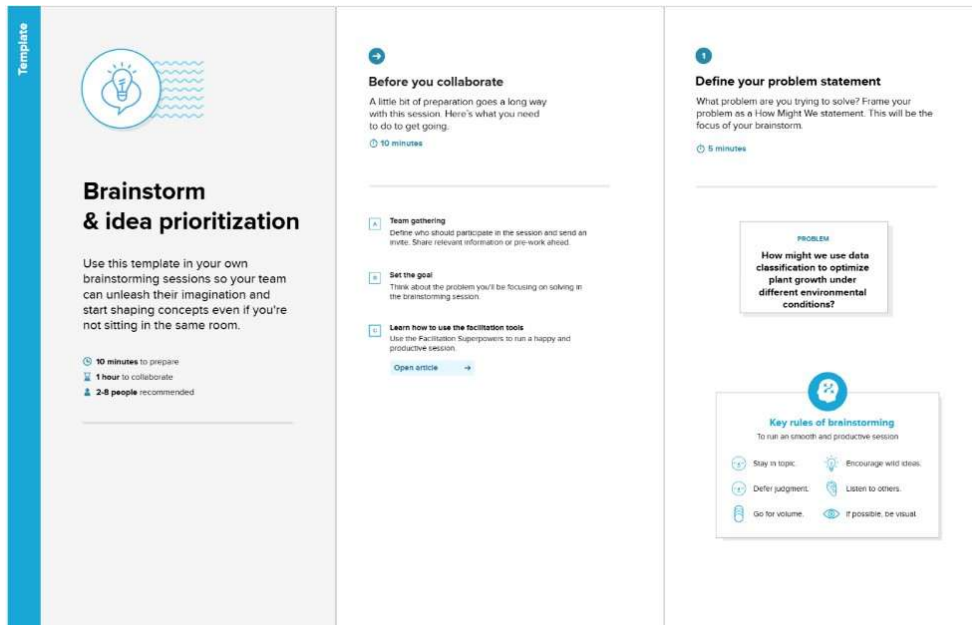 Template
Brainstorm
& idea prioritization
Use this template in your own
brainstorming sessions so your team
can unleash their imagination and
start shaping concepts even if you're
not sitting in the same room.
10 minutes to prepare
1 hour to collaborate
2-8 people recommended
Before you collaborate
A little bit of preparation goes a long way
with this session. Here's what you need
to do to get going.
10 minutes
A
Team gathering
Define who should participate in the session and send an
invite. Share relevant information or pre-work ahead.
B
Set the goal
Think about the problem you'll be focusing on solving in
the brainstorming session.
C
Learn how to use the facilitation tools
Use the Facilitation Superpowers to run a happy and
productive session.
Open article
1
Define your problem statement
What problem are you trying to solve? Frame your
problem as a How Might We statement. This will be the
focus of your brainstorm.
5 minutes
PROBLEM
How might we use data
classification to optimize
plant growth under
different environmental
conditions?
Key rules of brainstorming
To run an smooth and productive session
Stay in topic.
Encourage wild ideas.
Defer judgment.
Listen to others.
Go for volume.
If possible, be visual.